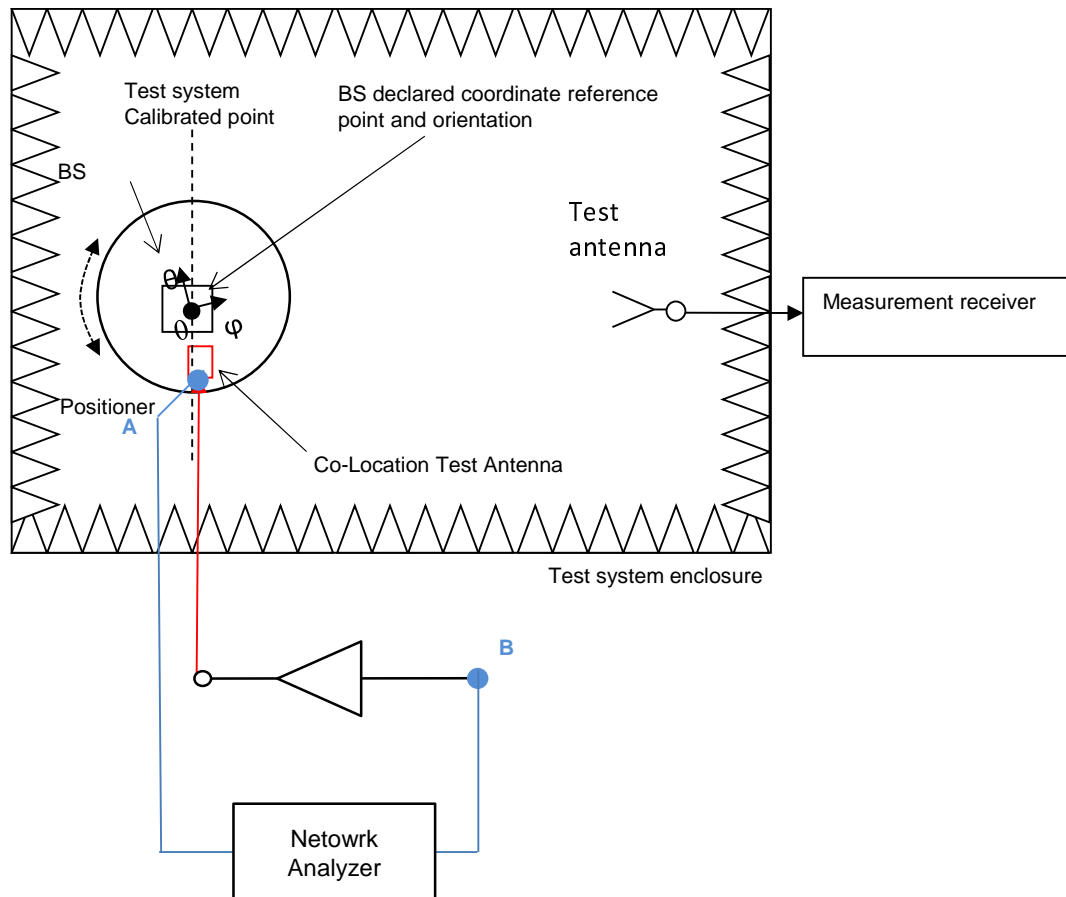 Test system
Calibrated point
BS declared coordinate reference
point and orientation
BS
Test
antenna
Measurement receiver
θ
θ
φ
Positioner
A
Co-Location Test Antenna
Test system enclosure
B
Netowrk
Analyzer